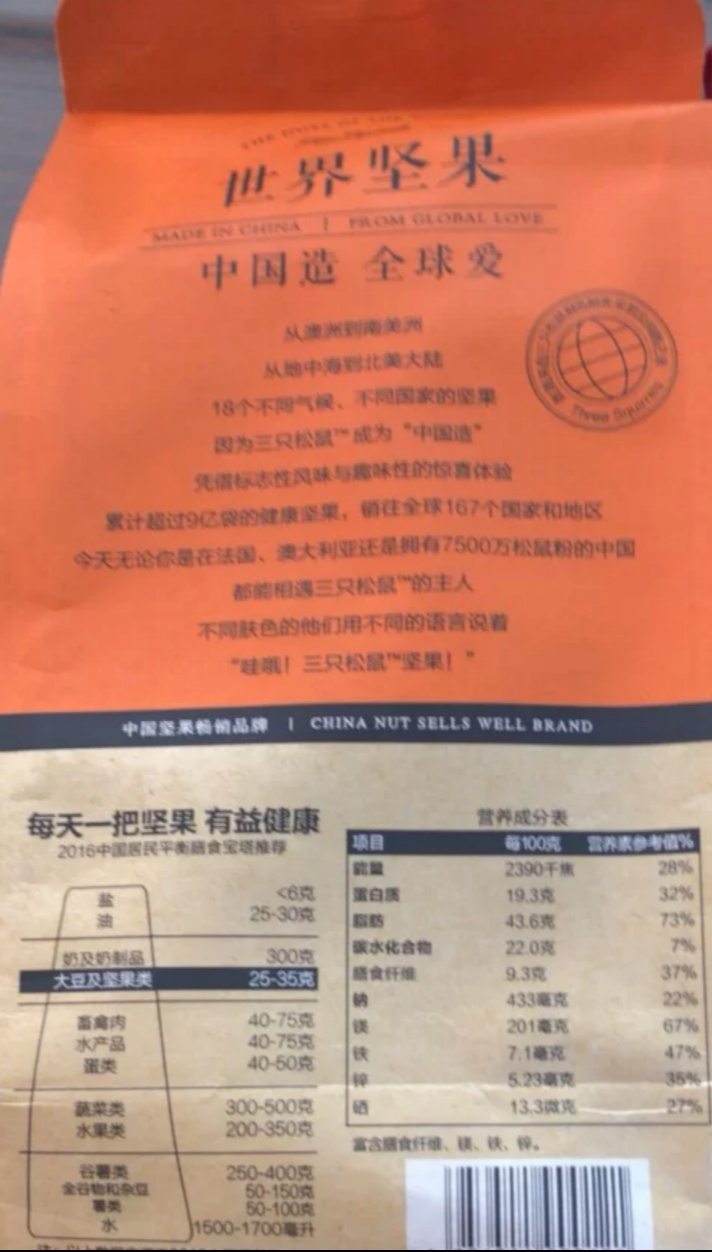 THE NUTS OF THE
世界坚果
MADE IN CHINA | FROM GLOBAL LOVE
中国造 全球爱
从澳洲到南美洲
从地中海到北美大陆
18个不同气候、不同国家的坚果
因为三只松鼠™成为“中国造”
凭借标志性风味与趣味性的惊喜体验
累计超过9亿袋的健康坚果，销往全球167个国家和地区
今天无论你是在法国、澳大利亚还是拥有7500万松鼠粉的中国
都能相遇三只松鼠™的主人
不同肤色的他们用不同的语言说着
“哇哦！三只松鼠™坚果！”
Three Squirrels
中国坚果畅销品牌 | CHINA NUT SELLS WELL BRAND
每天一把坚果 有益健康
2016中国居民平衡膳食宝塔推荐
盐 <6克
油 25-30克
奶及奶制品 300克
大豆及坚果类 25-35克
畜禽肉 40-75克
水产品 40-75克
蛋类 40-50克
蔬菜类 300-500克
水果类 200-350克
谷薯类 250-400克
全谷物和杂豆 50-150克
薯类 50-100克
水 1500-1700毫升
营养成分表
项目 每100克 营养素参考值%
能量 2390千焦 28%
蛋白质 19.3克 32%
脂肪 43.6克 73%
碳水化合物 22.0克 7%
膳食纤维 9.3克 37%
钠 433毫克 22%
镁 201毫克 67%
铁 7.1毫克 47%
锌 5.23毫克 35%
硒 13.3微克 27%
富含膳食纤维、镁、铁、锌。